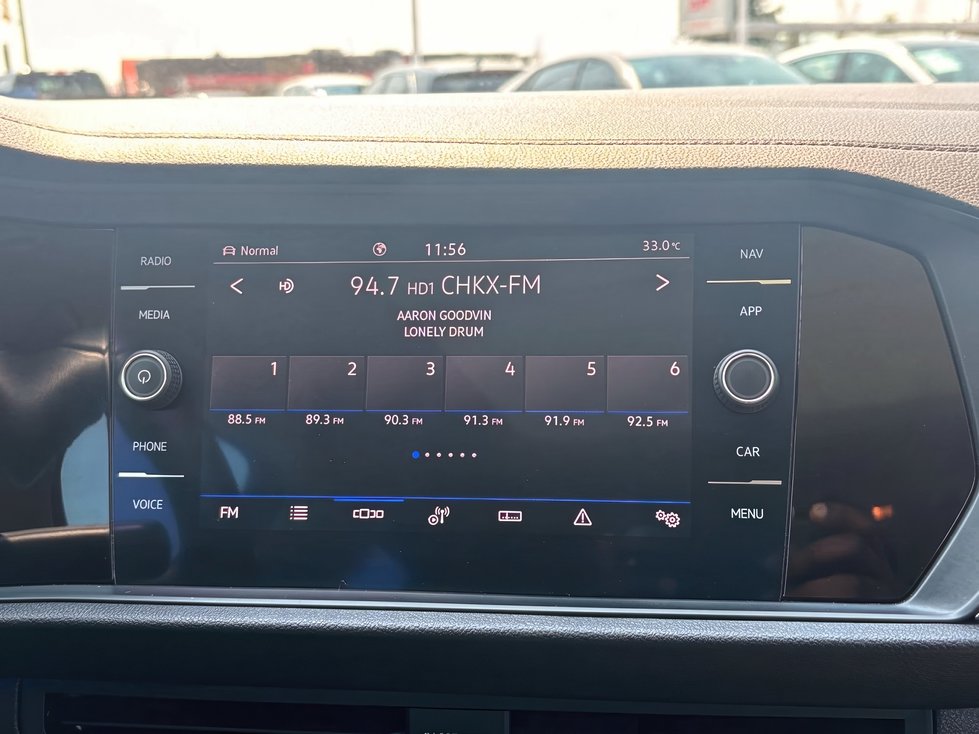 RADIO
MEDIA
PHONE
VOICE
Normal
11:56
33.0°C
94.7 HD1 CHKX-FM
AARON GOODVIN
LONELY DRUM
1 2 3 4 5 6
88.5 FM 89.3 FM 90.3 FM 91.3 FM 91.9 FM 92.5 FM
FM
NAV
APP
CAR
MENU